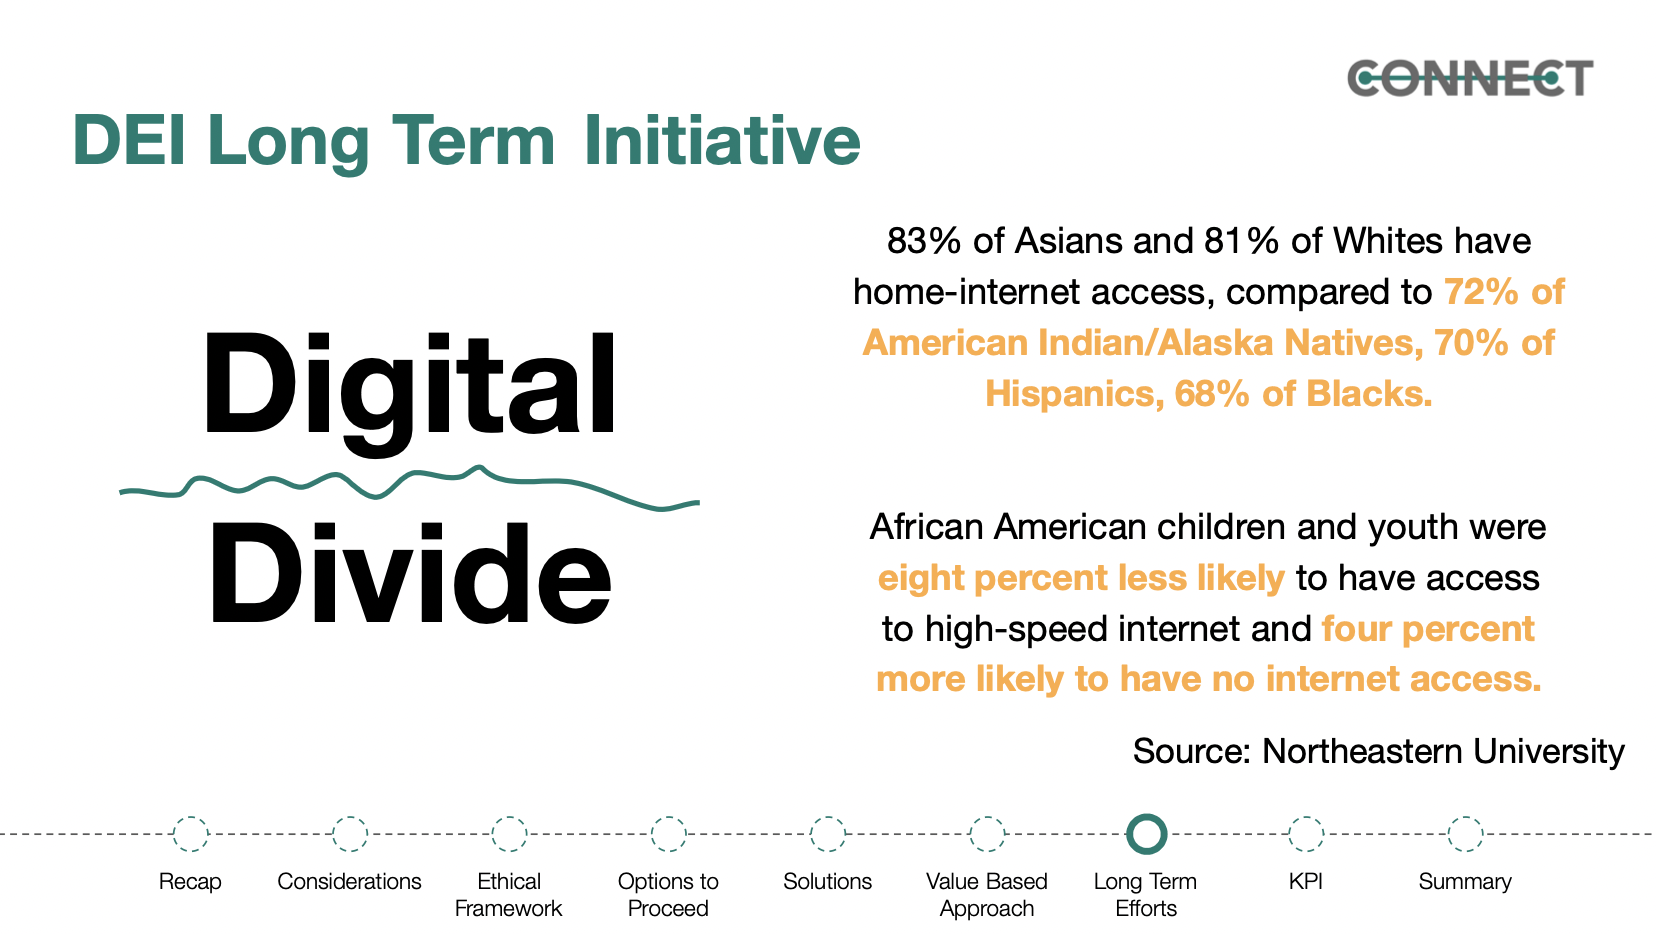 CONNECT
DEI Long Term Initiative
Digital
Divide
83% of Asians and 81% of Whites have
home-internet access, compared to 72% of
American Indian/Alaska Natives, 70% of
Hispanics, 68% of Blacks.
African American children and youth were
eight percent less likely to have access
to high-speed internet and four percent
more likely to have no internet access.
Source: Northeastern University
Recap
Considerations
Ethical
Framework
Options to
Proceed
Solutions
Value Based
Approach
Long Term
Efforts
KPI
Summary